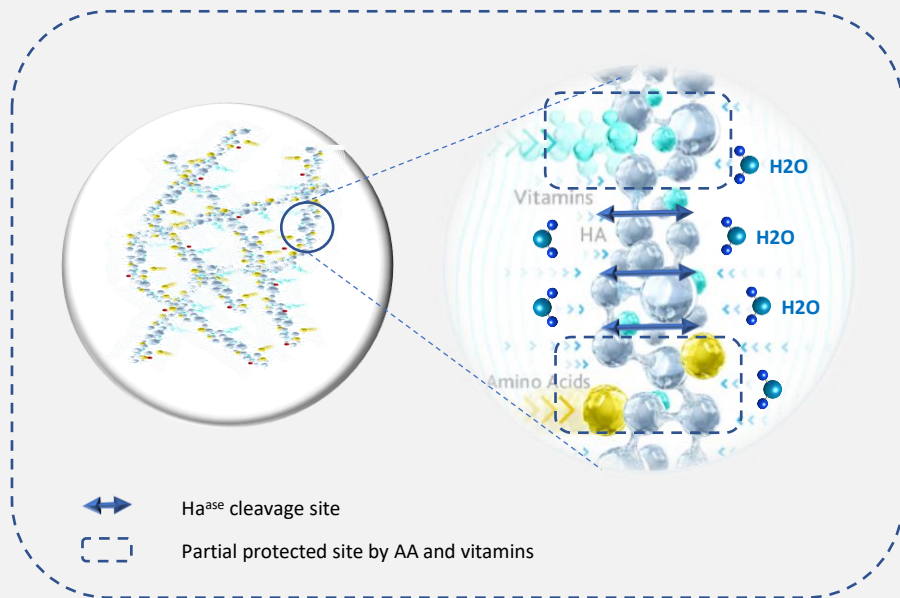 H2O
Vitamins
HA
H2O
H2O
Amino Acids
Haᵃˢᵉ cleavage site
Partial protected site by AA and vitamins